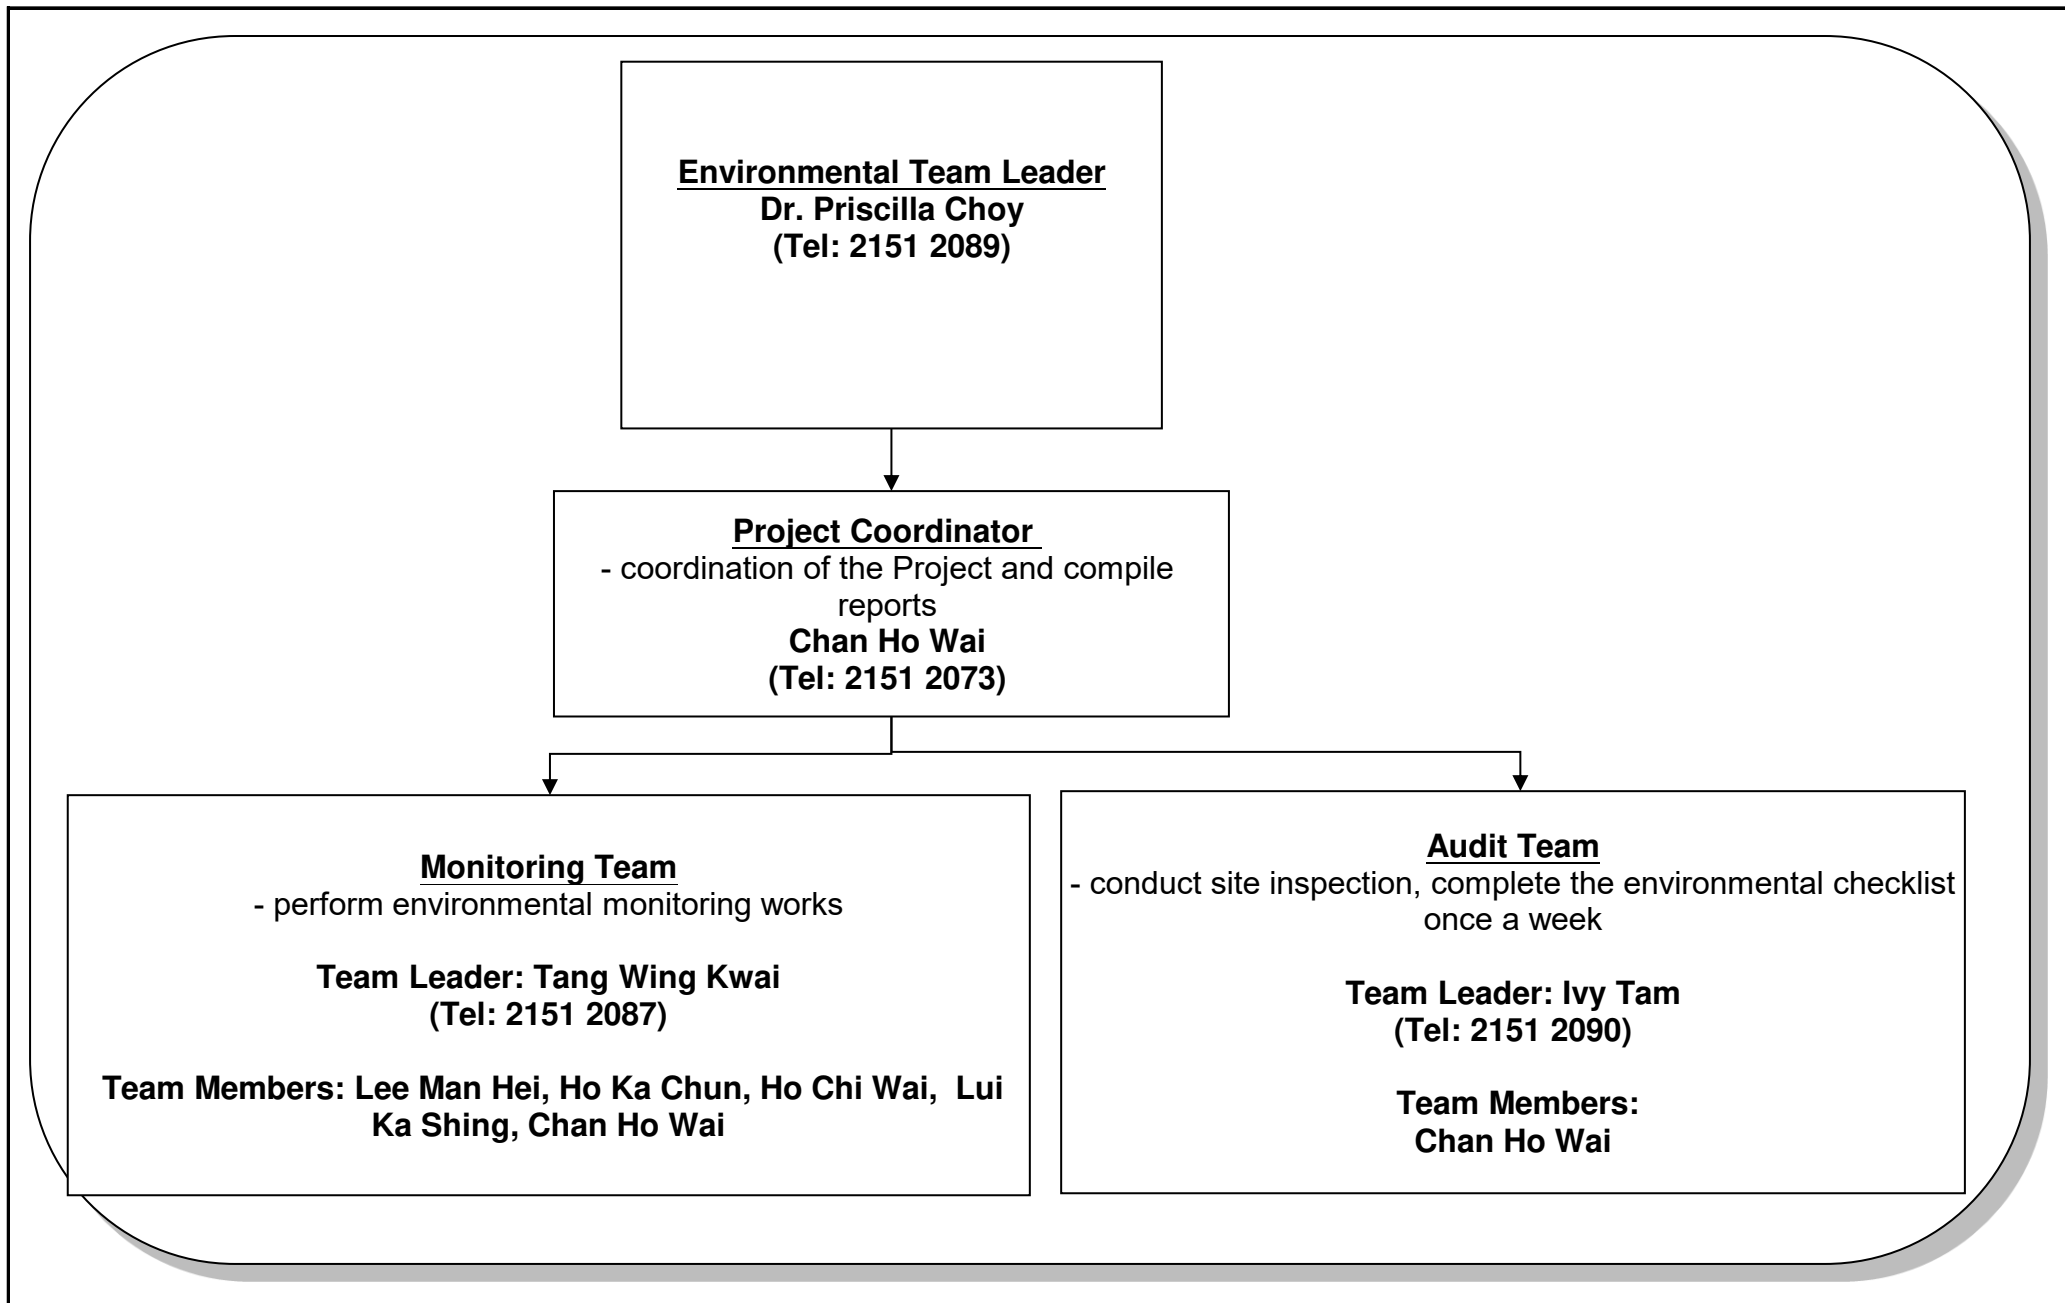 Environmental Team Leader
Dr. Priscilla Choy
(Tel: 2151 2089)
Project Coordinator
- coordination of the Project and compile
reports
Chan Ho Wai
(Tel: 2151 2073)
Monitoring Team
- perform environmental monitoring works
Team Leader: Tang Wing Kwai
(Tel: 2151 2087)
Team Members: Lee Man Hei, Ho Ka Chun, Ho Chi Wai,  Lui
Ka Shing, Chan Ho Wai
Audit Team
- conduct site inspection, complete the environmental checklist
once a week
Team Leader: Ivy Tam
(Tel: 2151 2090)
Team Members:
Chan Ho Wai